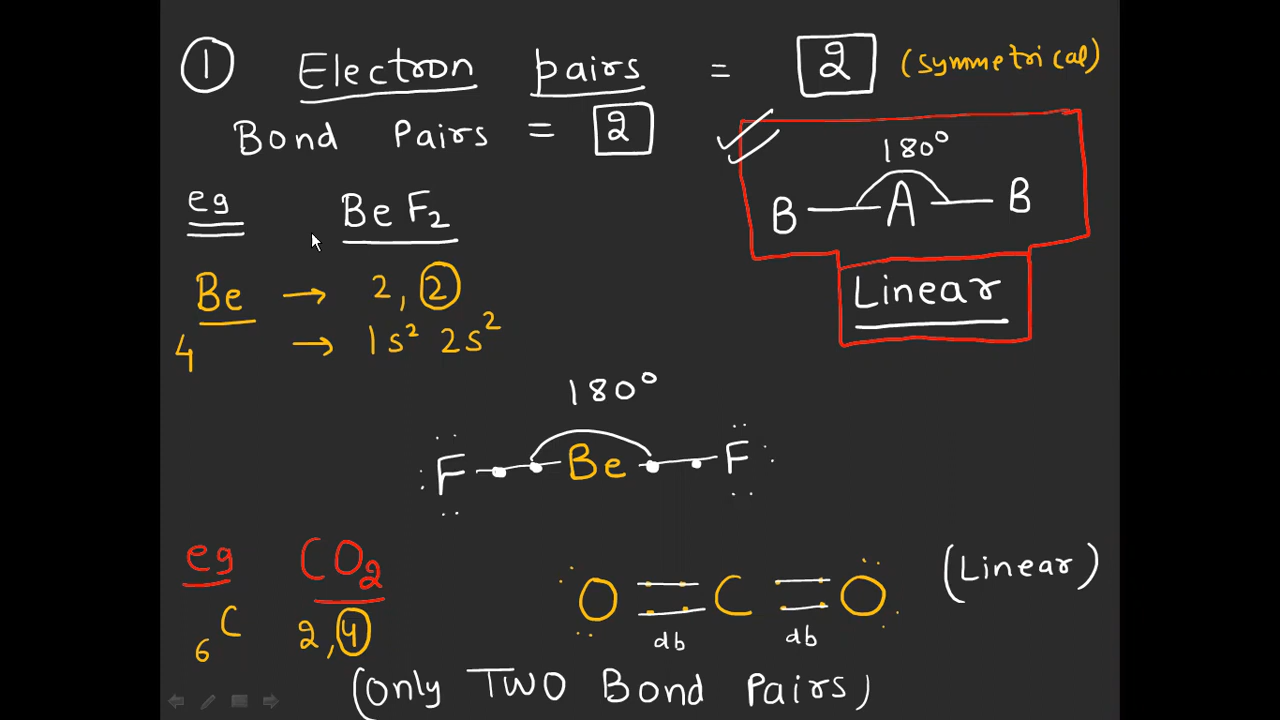 ① Electron pairs = 2 (Symmetrical)
Bond Pairs = 2
180°
B — A — B
Linear
eg BeF₂
Be → 2, 2
4 → 1s² 2s²
180°
F — Be — F
eg CO₂
₆C 2, 4
O = C = O (Linear)
db db
(Only TWO Bond Pairs)